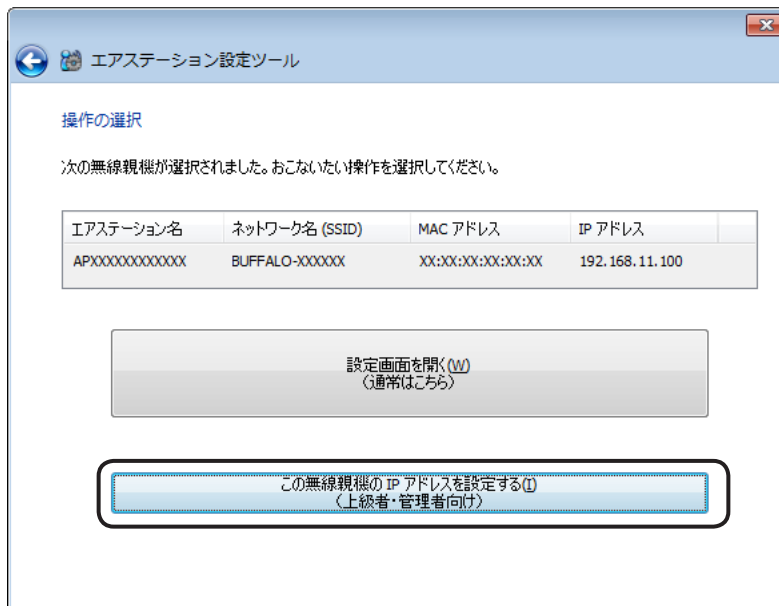 エアステーション設定ツール
操作の選択
次の無線親機が選択されました。おこないたい操作を選択してください。
エアステーション名 ネットワーク名 (SSID) MAC アドレス IP アドレス
APXXXXXXXXXXXX BUFFALO-XXXXXX XX:XX:XX:XX:XX:XX 192.168.11.100
設定画面を開く(W)
(通常はこちら)
この無線親機の IP アドレスを設定する(I)
(上級者・管理者向け)